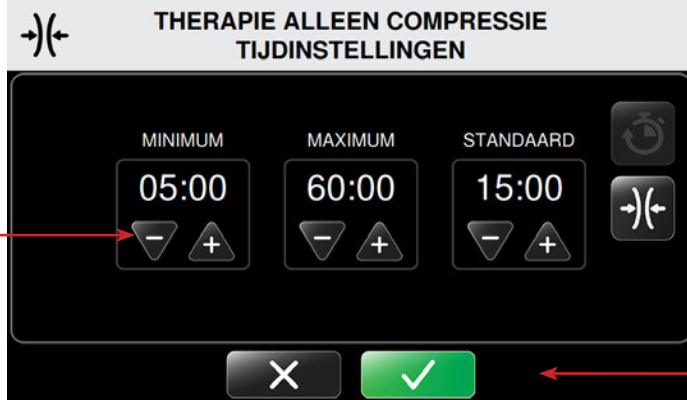 THERAPIE ALLEEN COMPRESSIE
TIJDINSTELLINGEN
MINIMUM MAXIMUM STANDAARD
05:00 60:00 15:00
- + - + - +